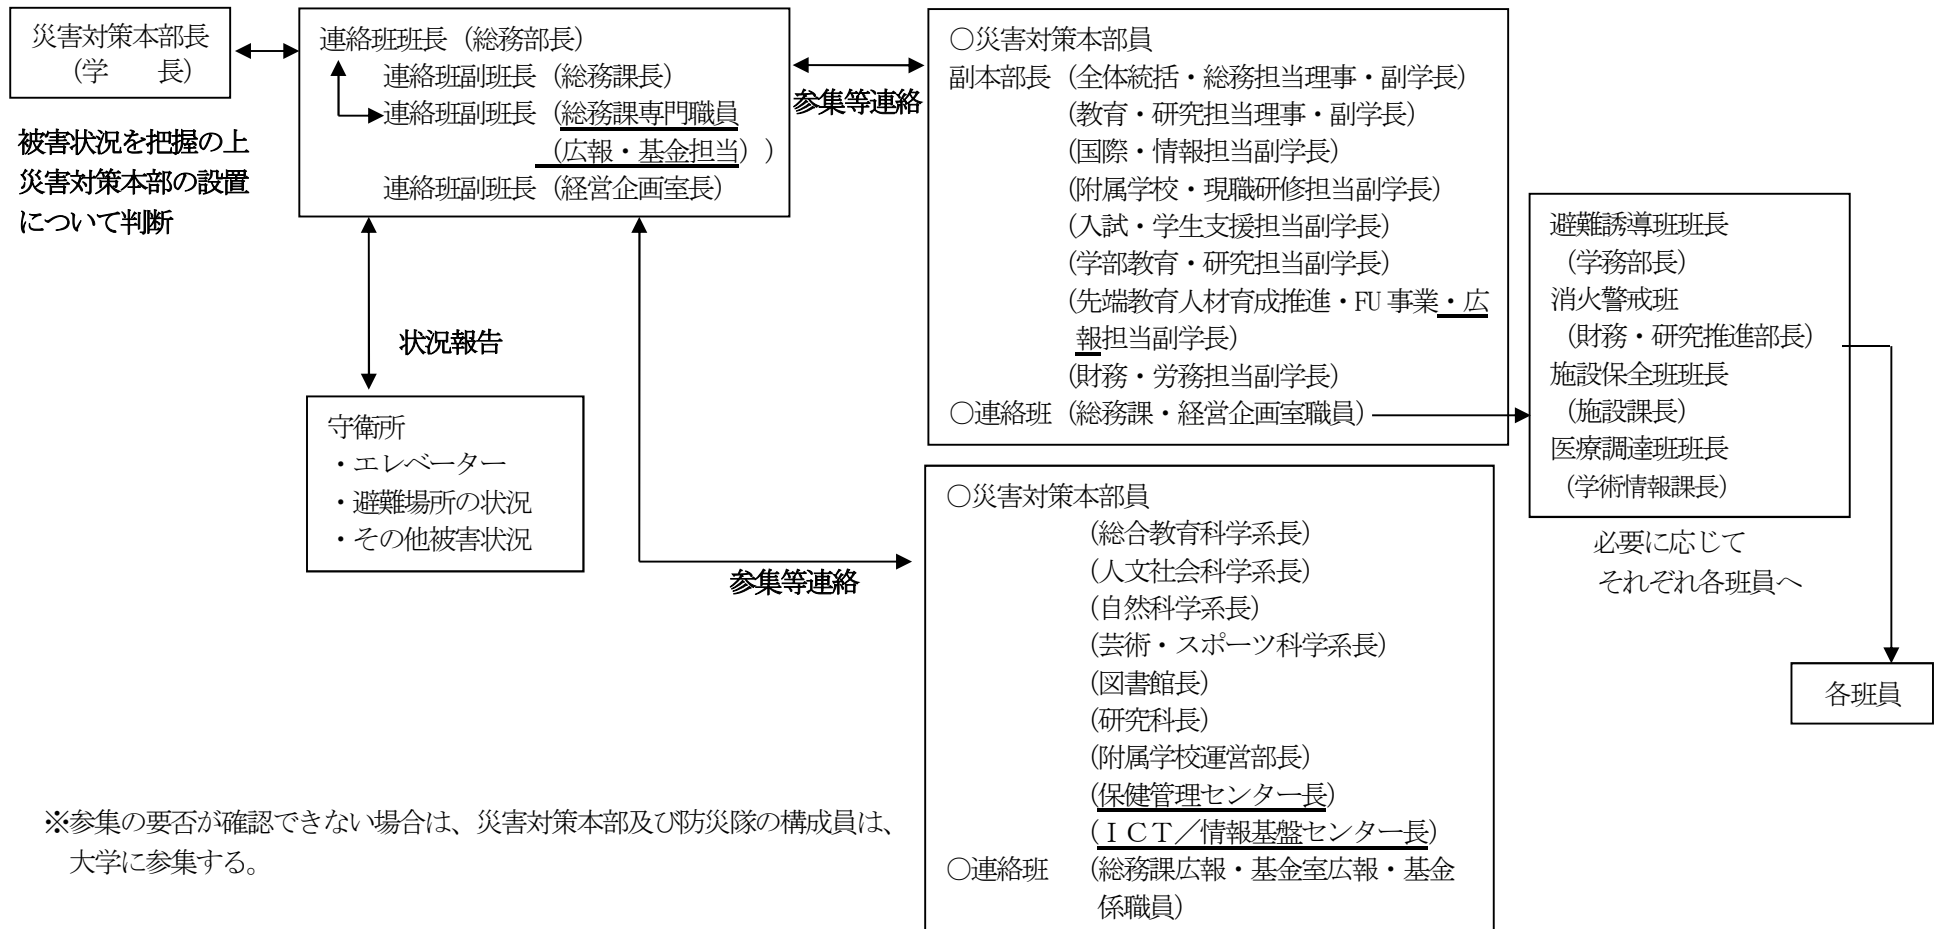 災害対策本部長
(学　　長)
被害状況を把握の上
災害対策本部の設置
について判断
連絡班班長（総務部長）
連絡班副班長（総務課長）
連絡班副班長（総務課専門職員
（広報・基金担当））
連絡班副班長（経営企画室長）
参集等連絡
〇災害対策本部員
副本部長（全体統括・総務担当理事・副学長）
（教育・研究担当理事・副学長）
（国際・情報担当副学長）
（附属学校・現職研修担当副学長）
（入試・学生支援担当副学長）
（学部教育・研究担当副学長）
（先端教育人材育成推進・FU 事業・広
報担当副学長）
（財務・労務担当副学長）
〇連絡班（総務課・経営企画室職員）
避難誘導班班長
（学務部長）
消火警戒班
（財務・研究推進部長）
施設保全班班長
（施設課長）
医療調達班班長
（学術情報課長）
必要に応じて
それぞれ各班員へ
各班員
状況報告
守衛所
・エレベーター
・避難場所の状況
・その他被害状況
参集等連絡
〇災害対策本部員
（総合教育科学系長）
（人文社会科学系長）
（自然科学系長）
（芸術・スポーツ科学系長）
（図書館長）
（研究科長）
（附属学校運営部長）
（保健管理センター長）
（ＩＣＴ／情報基盤センター長）
〇連絡班　（総務課広報・基金室広報・基金
係職員）
※参集の要否が確認できない場合は、災害対策本部及び防災隊の構成員は、
大学に参集する。